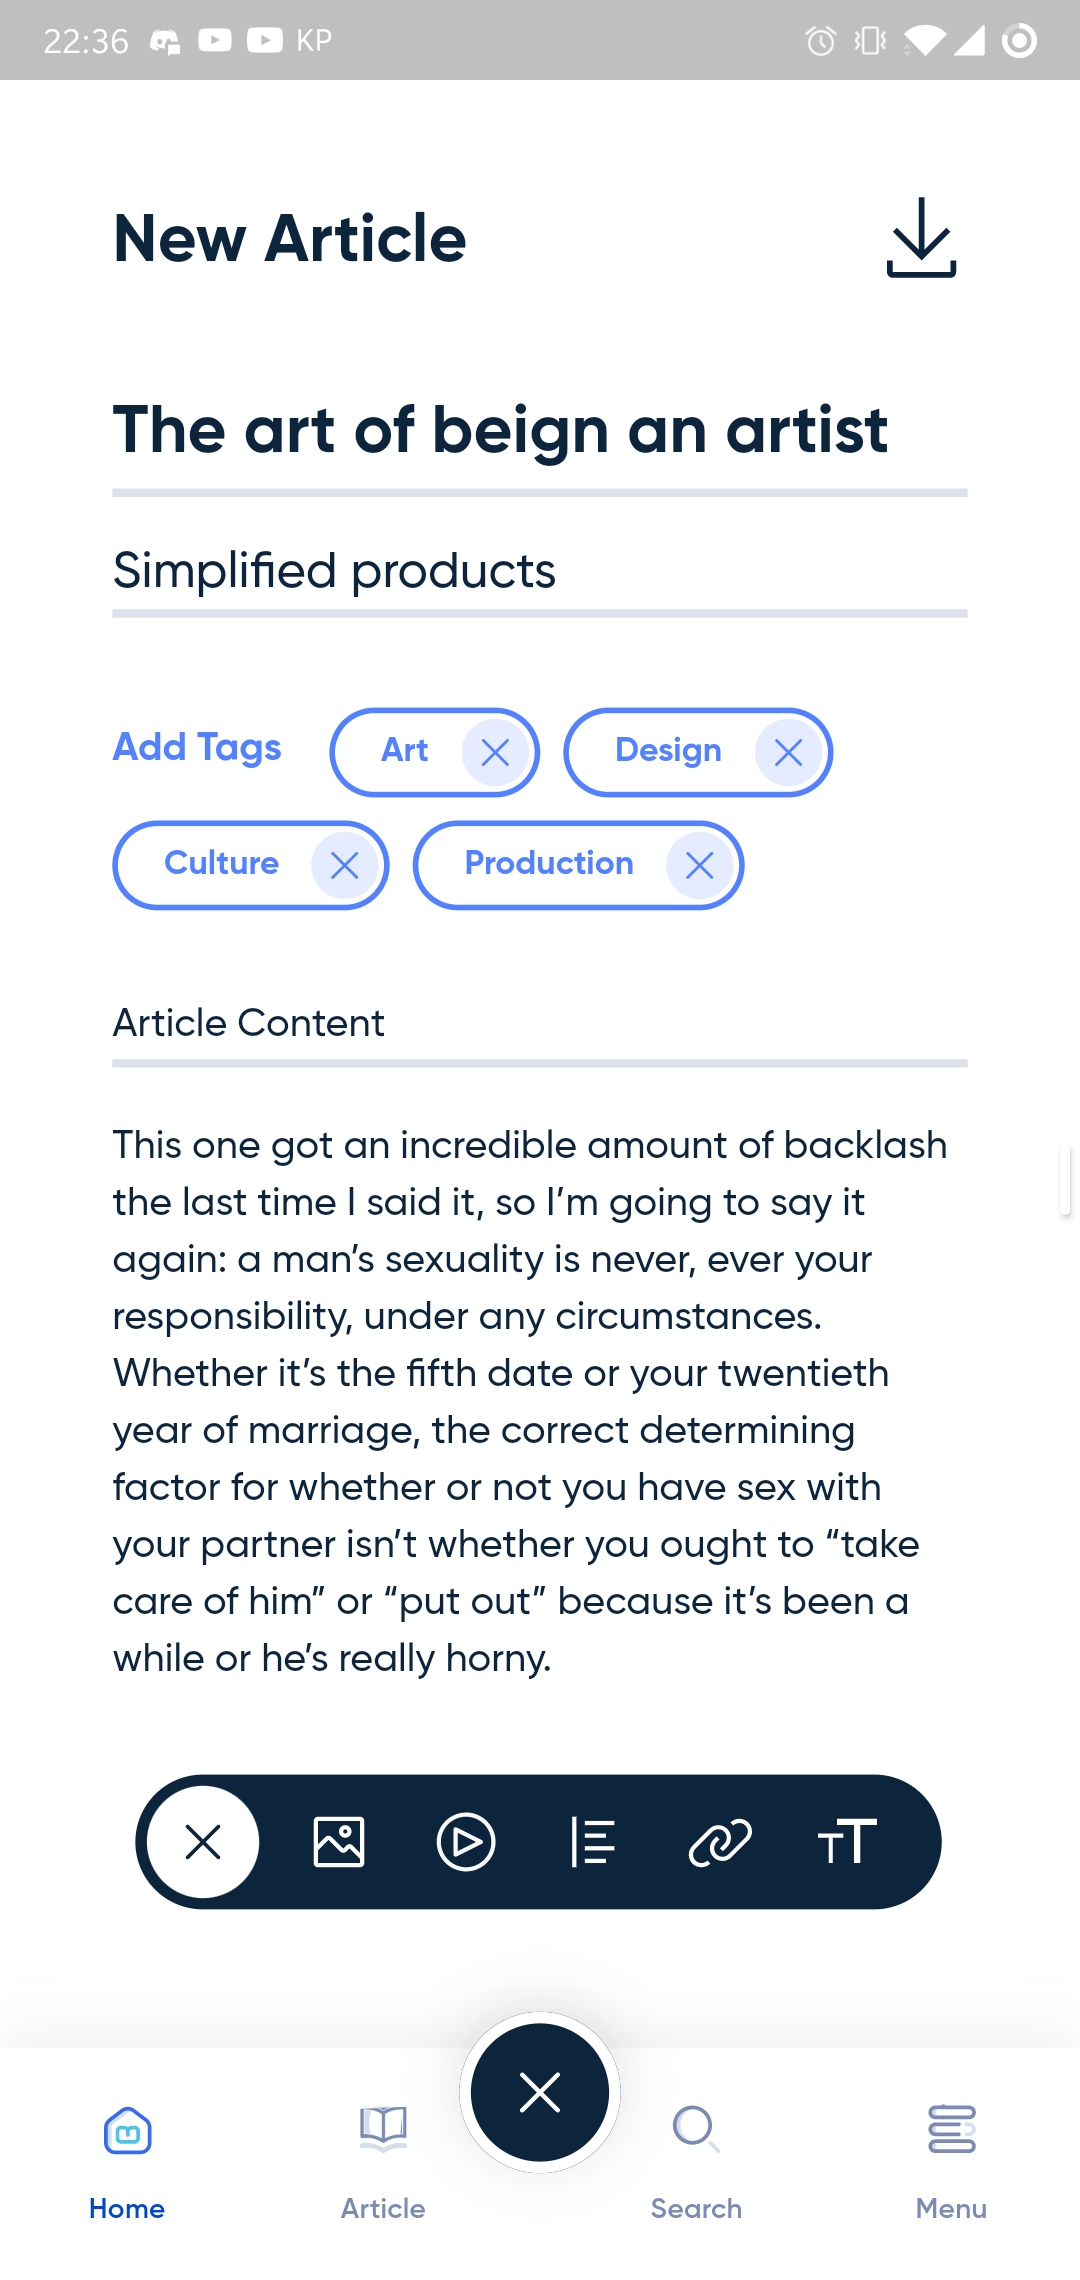 22:36 KP
New Article
The art of beign an artist
Simplified products
Add Tags Art Design
Culture Production
Article Content
This one got an incredible amount of backlash
the last time I said it, so I’m going to say it
again: a man’s sexuality is never, ever your
responsibility, under any circumstances.
Whether it’s the fifth date or your twentieth
year of marriage, the correct determining
factor for whether or not you have sex with
your partner isn’t whether you ought to “take
care of him” or “put out” because it’s been a
while or he’s really horny.
TT
Home Article Search Menu